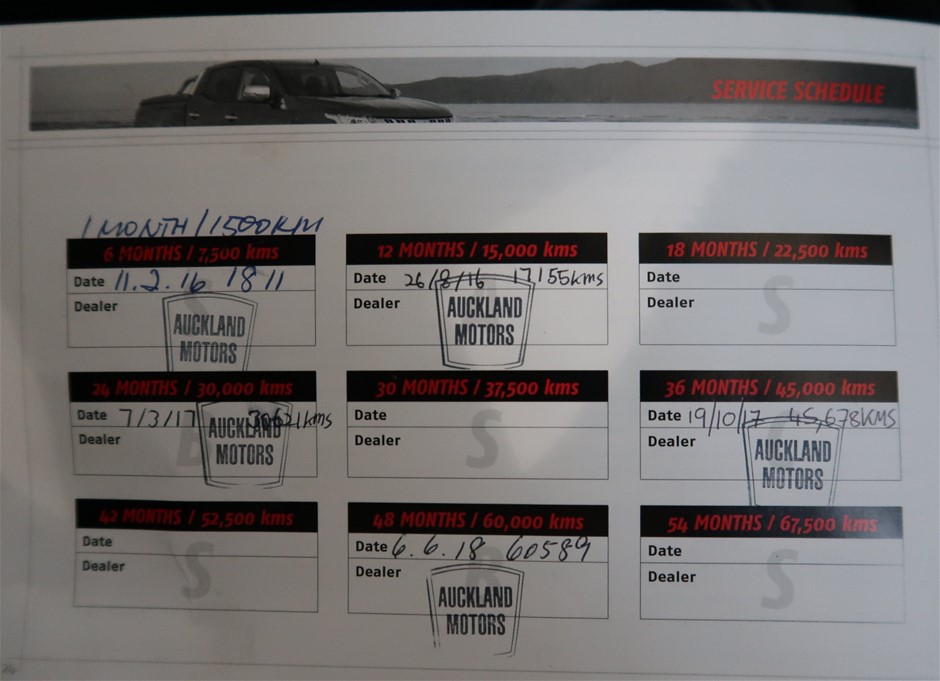 SERVICE SCHEDULE
1 MONTH / 1500KM
6 MONTHS / 7,500 kms
Date 11.2.16 1811
Dealer
AUCKLAND
MOTORS
12 MONTHS / 15,000 kms
Date 26/8/16 17,155kms
Dealer
AUCKLAND
MOTORS
18 MONTHS / 22,500 kms
Date
Dealer
S
24 MONTHS / 30,000 kms
Date 7/3/17
Dealer
AUCKLAND
MOTORS
30 MONTHS / 37,500 kms
Date
Dealer
S
36 MONTHS / 45,000 kms
Date 19/10/17 45,678KMS
Dealer
AUCKLAND
MOTORS
42 MONTHS / 52,500 kms
Date
Dealer
S
48 MONTHS / 60,000 kms
Date 6.6.18 60589
Dealer
AUCKLAND
MOTORS
54 MONTHS / 67,500 kms
Date
Dealer
S